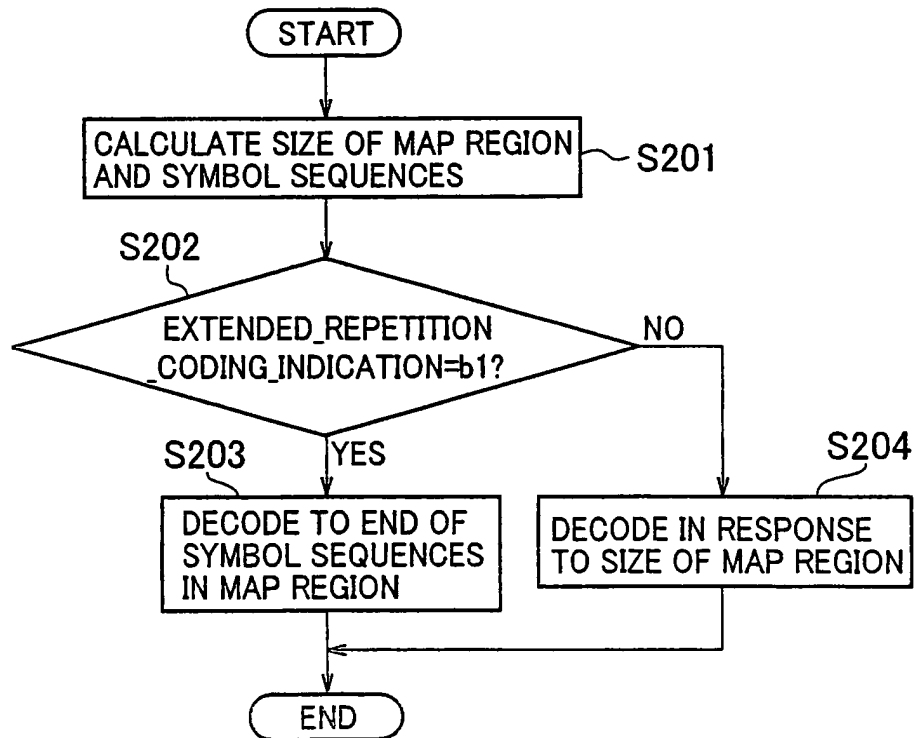 START
CALCULATE SIZE OF MAP REGION
AND SYMBOL SEQUENCES
S201
S202
EXTENDED_REPETITION
_CODING_INDICATION=b1?
NO
YES
S203
DECODE TO END OF
SYMBOL SEQUENCES
IN MAP REGION
S204
DECODE IN RESPONSE
TO SIZE OF MAP REGION
END